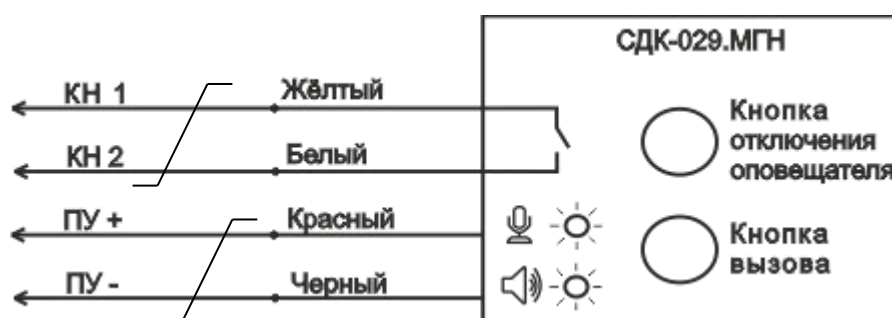 СДК-029.МГН
КН 1
Жёлтый
КН 2
Белый
ПУ +
Красный
ПУ -
Черный
Кнопка
отключения
оповещателя
Кнопка
вызова